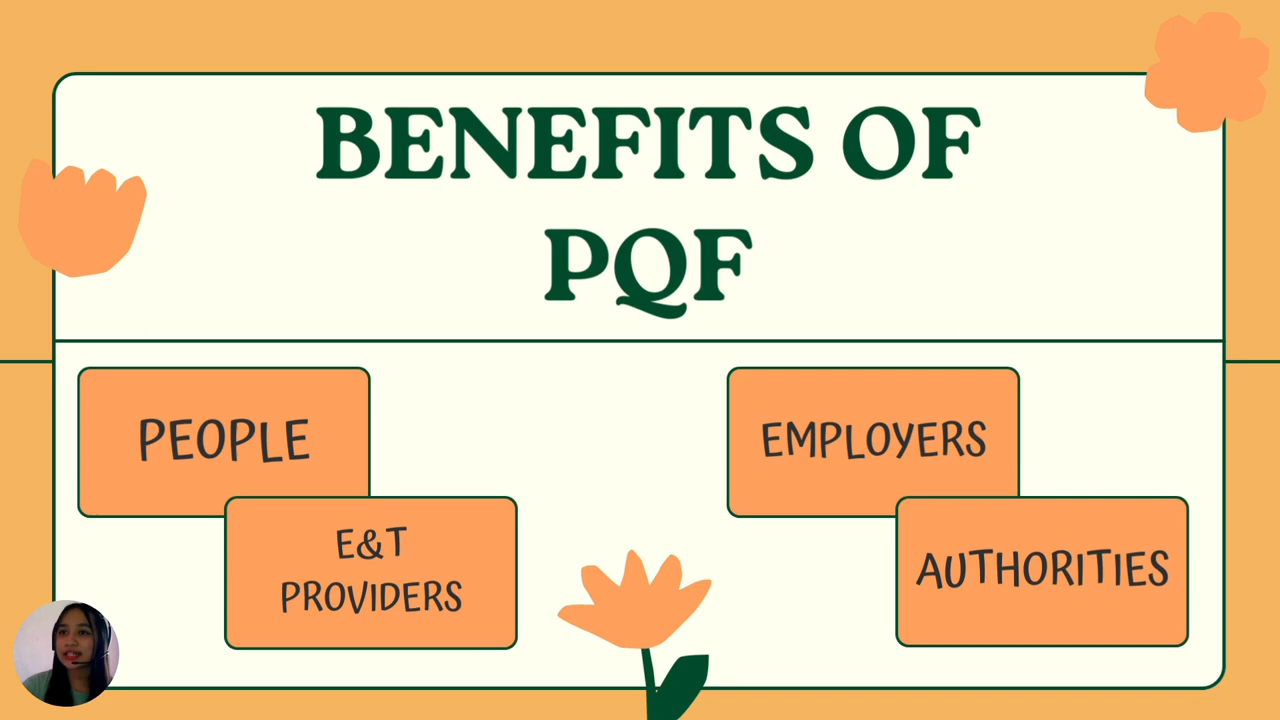 BENEFITS OF
PQF
PEOPLE
E&T
PROVIDERS
EMPLOYERS
AUTHORITIES